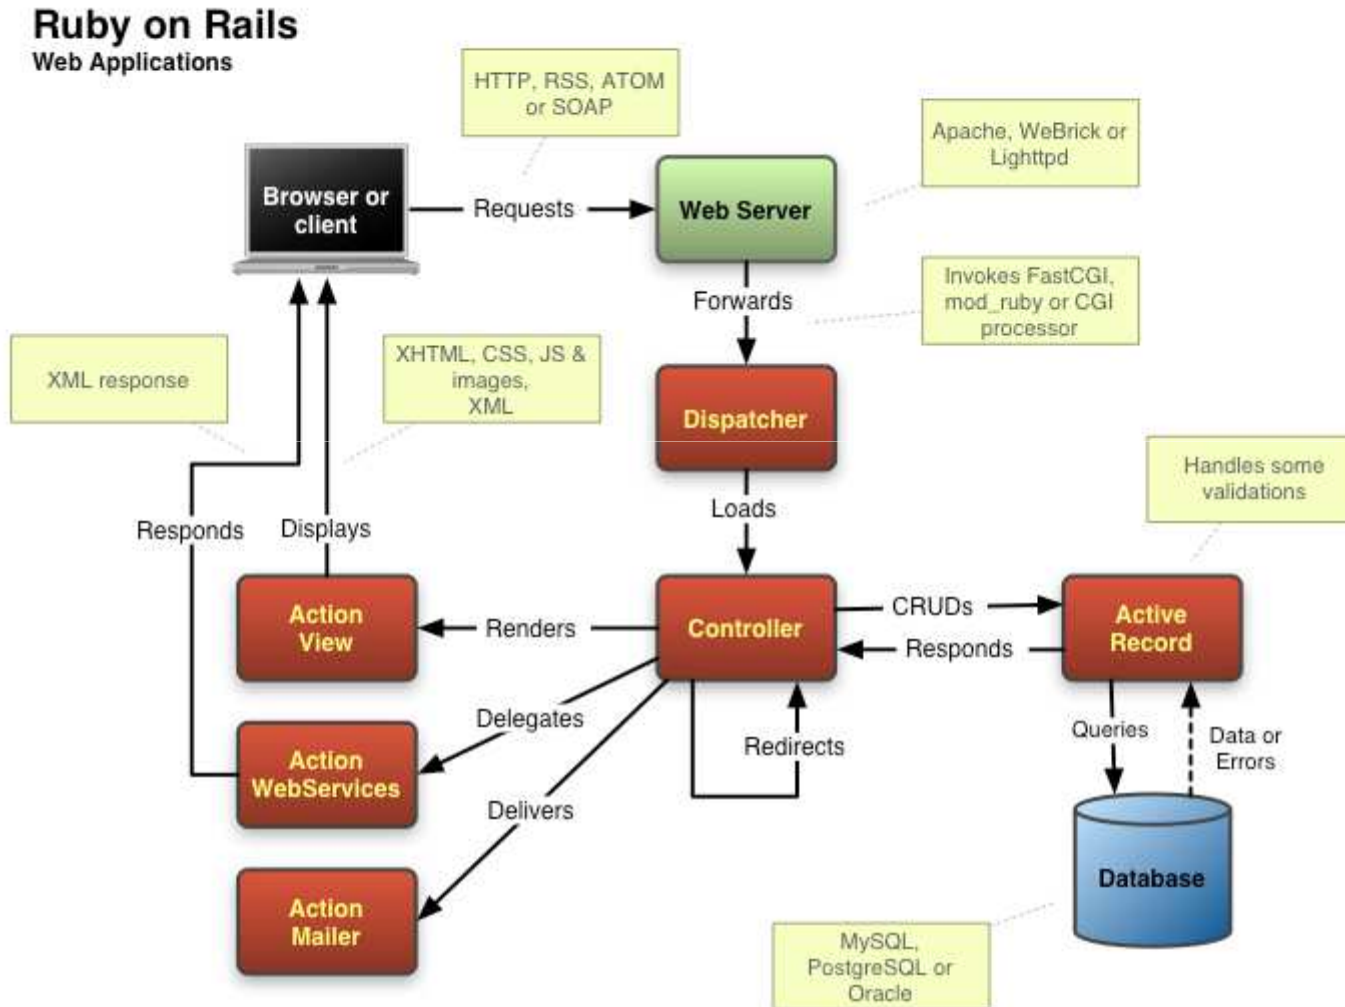 Ruby on Rails
Web Applications
HTTP, RSS, ATOM
or SOAP
Apache, WeBrick or
Lighttpd
Browser or
client
Requests
Web Server
Forwards
Invokes FastCGI,
mod_ruby or CGI
processor
XML response
XHTML, CSS, JS &
images,
XML
Dispatcher
Handles some
validations
Loads
Responds
Displays
Action
View
Renders
Controller
CRUDs
Responds
Active
Record
Delegates
Redirects
Queries
Data or
Errors
Action
WebServices
Delivers
Database
Action
Mailer
MySQL,
PostgreSQL or
Oracle